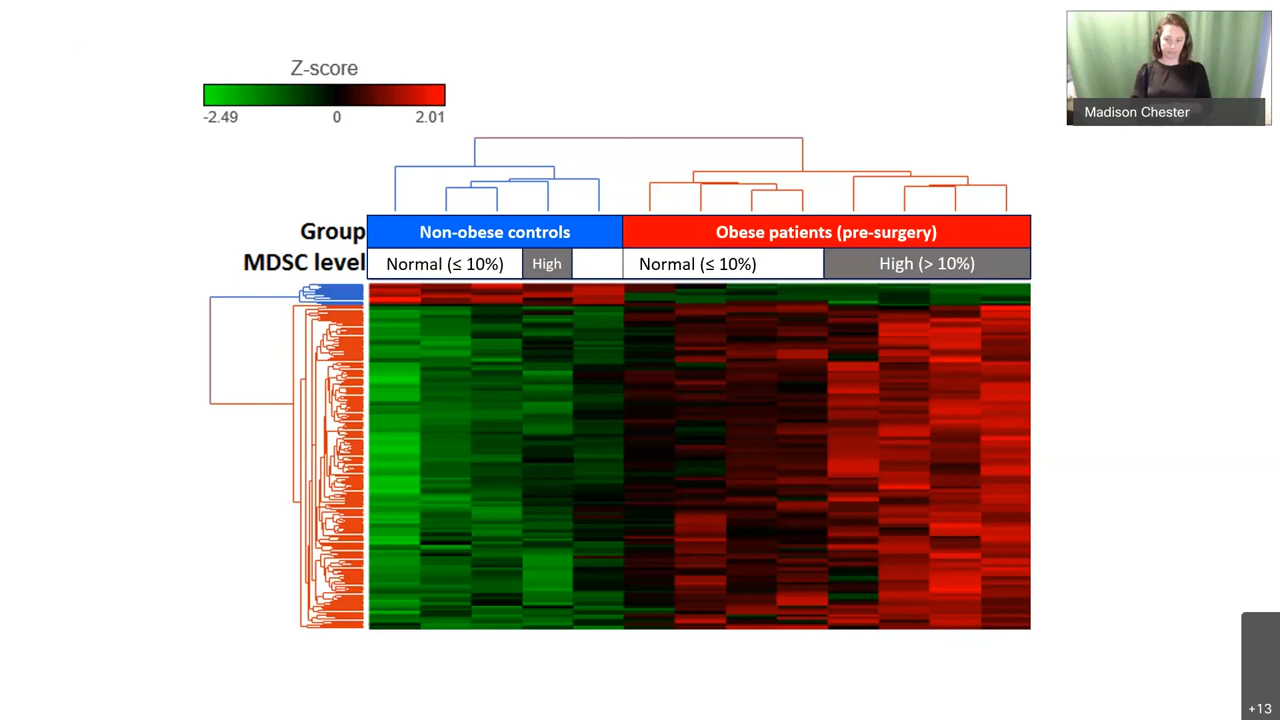 Z-score
-2.49 0 2.01
Madison Chester
Group Non-obese controls Obese patients (pre-surgery)
MDSC level Normal (≤ 10%) High Normal (≤ 10%) High (> 10%)
+13